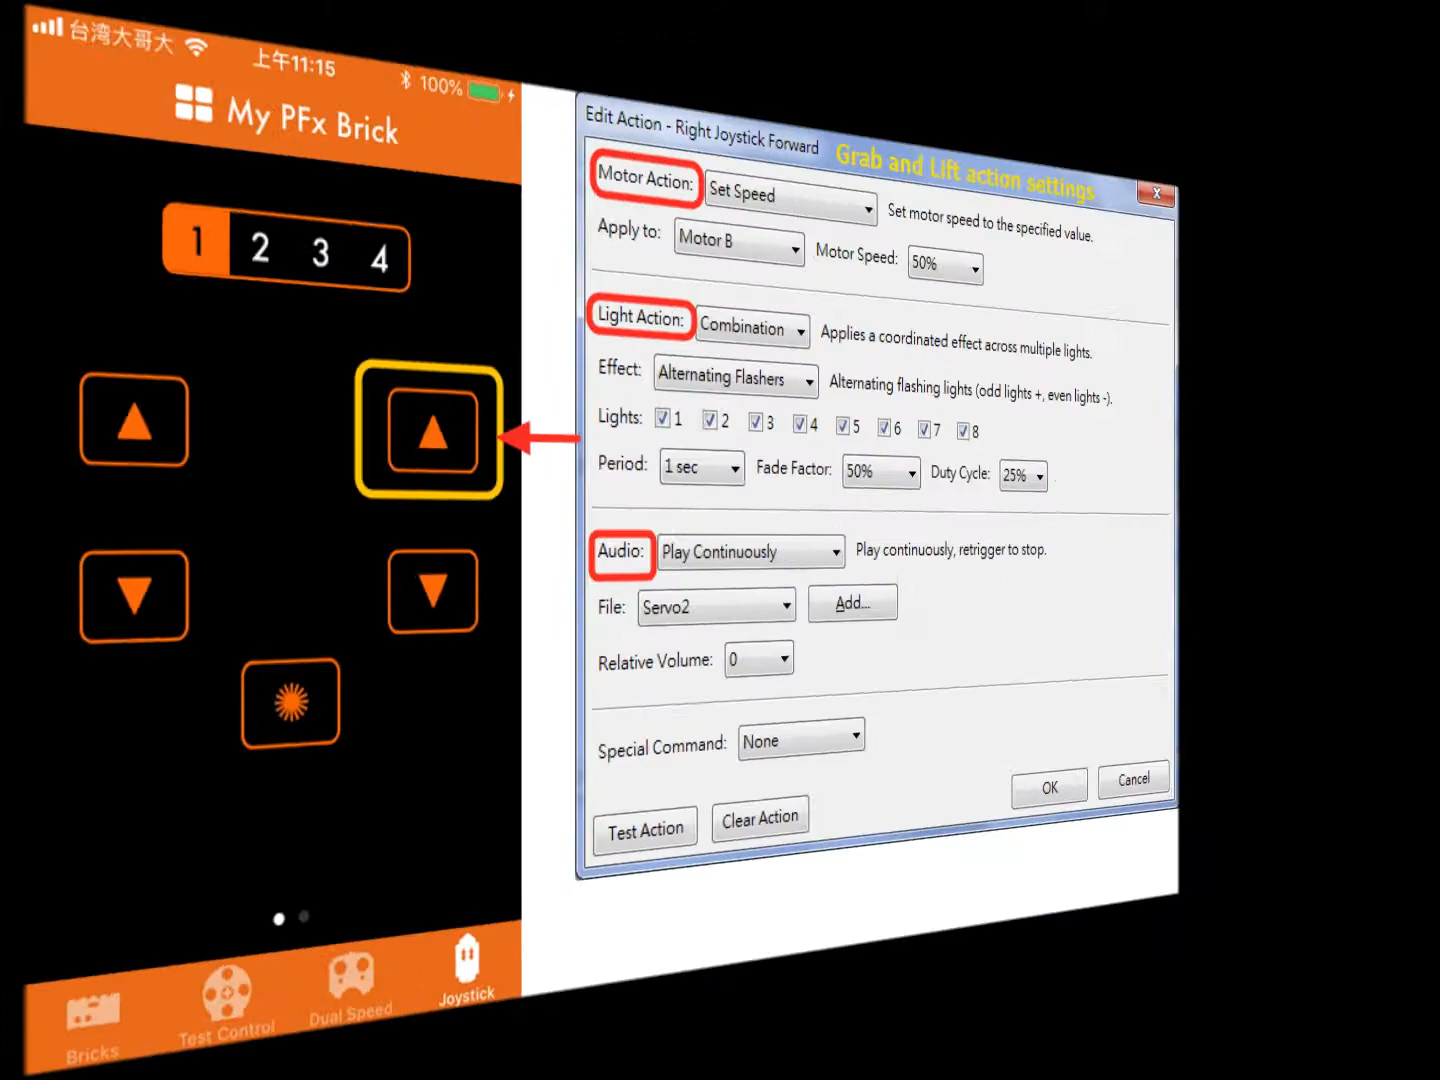 台湾大哥大
上午11:15
100%
My PFx Brick
1 2 3 4
Bricks
Test Control
Dual Speed
Joystick
Edit Action - Right Joystick Forward
Grab and Lift action settings
x
Motor Action: Set Speed Set motor speed to the specified value.
Apply to: Motor B Motor Speed: 50%
Light Action: Combination Applies a coordinated effect across multiple lights.
Effect: Alternating Flashers Alternating flashing lights (odd lights +, even lights -).
Lights: 1 2 3 4 5 6 7 8
Period: 1 sec Fade Factor: 50% Duty Cycle: 25%
Audio: Play Continuously Play continuously, retrigger to stop.
File: Servo2 Add...
Relative Volume: 0
Special Command: None
OK Cancel
Test Action Clear Action